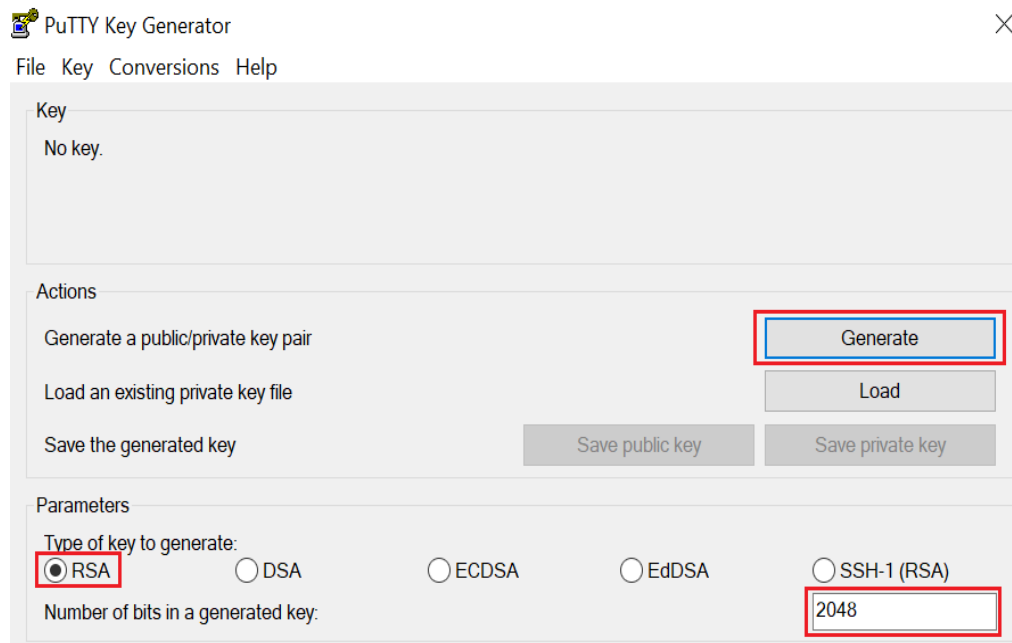 PuTTY Key Generator
File Key Conversions Help
Key
No key.
Actions
Generate a public/private key pair Generate
Load an existing private key file Load
Save the generated key Save public key Save private key
Parameters
Type of key to generate:
RSA DSA ECDSA EdDSA SSH-1 (RSA)
Number of bits in a generated key: 2048